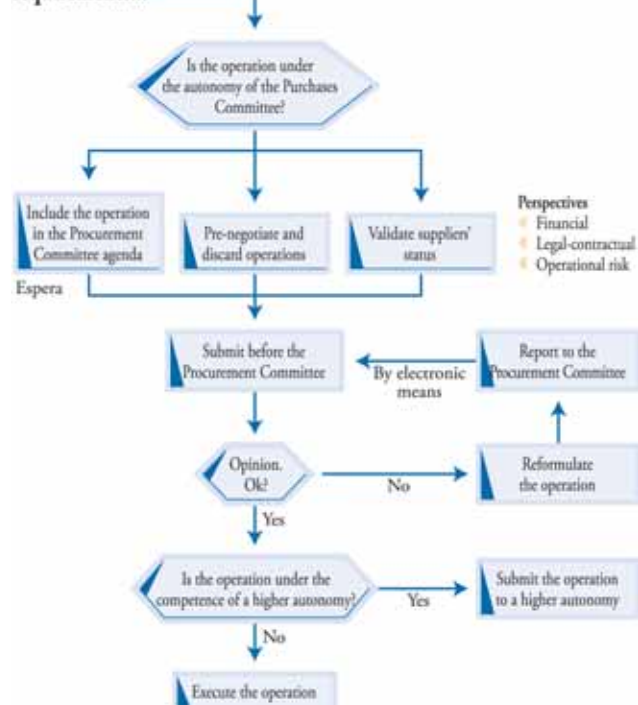 Is the operation under
the autonomy of the Purchases
Committee?
Include the operation
in the Procurement
Committee agenda
Pre-negotiate and
discard operations
Validate suppliers'
status
Perspectives
Financial
Legal-contractual
Operational risk
Espera
Submit before the
Procurement Committee
By electronic
means
Report to the
Procurement Committee
Opinion.
Ok?
No
Reformulate
the operation
Yes
Is the operation under the
competence of a higher autonomy?
Yes
Submit the operation
to a higher autonomy
No
Execute the operation